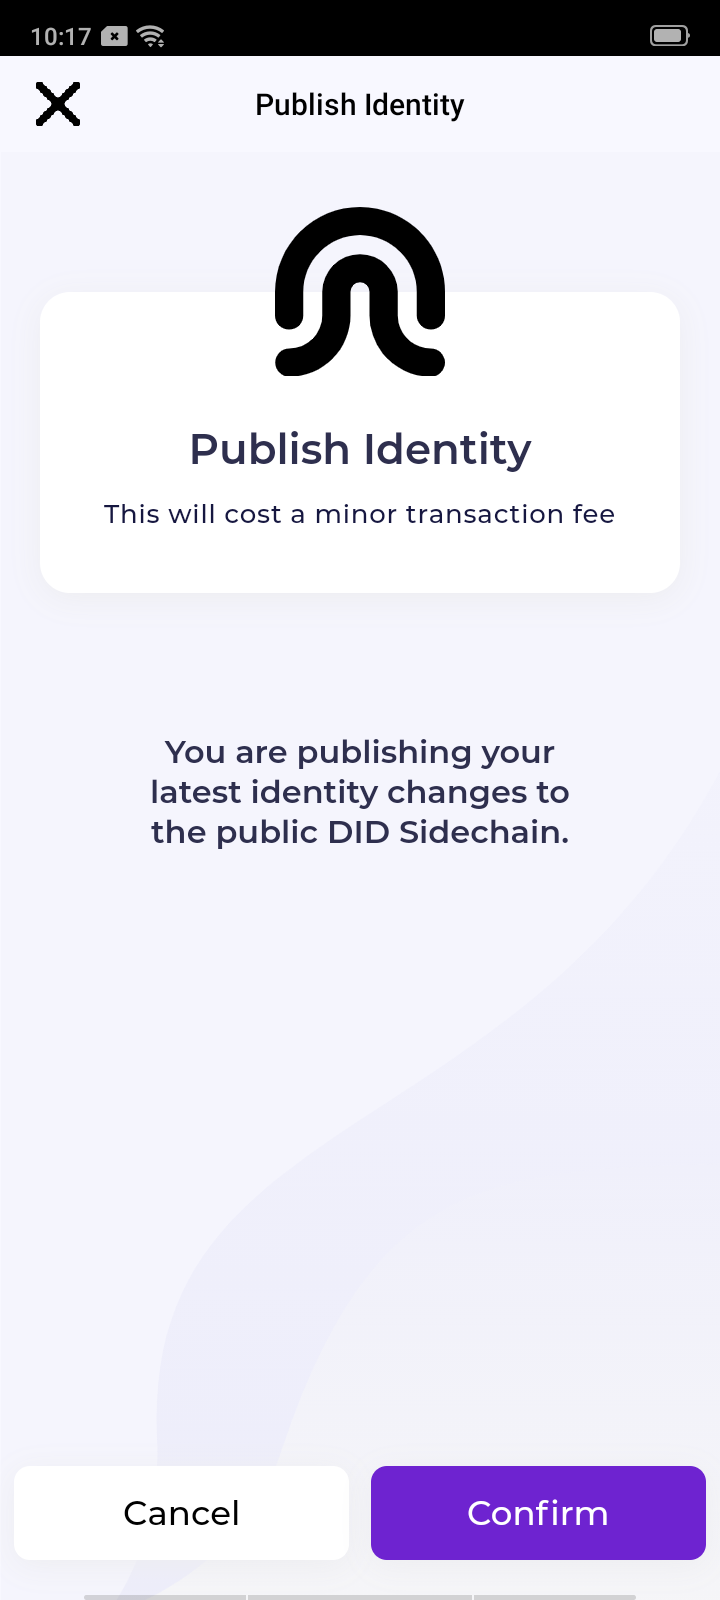 10:17
Publish Identity
Publish Identity
This will cost a minor transaction fee
You are publishing your
latest identity changes to
the public DID Sidechain.
Cancel
Confirm